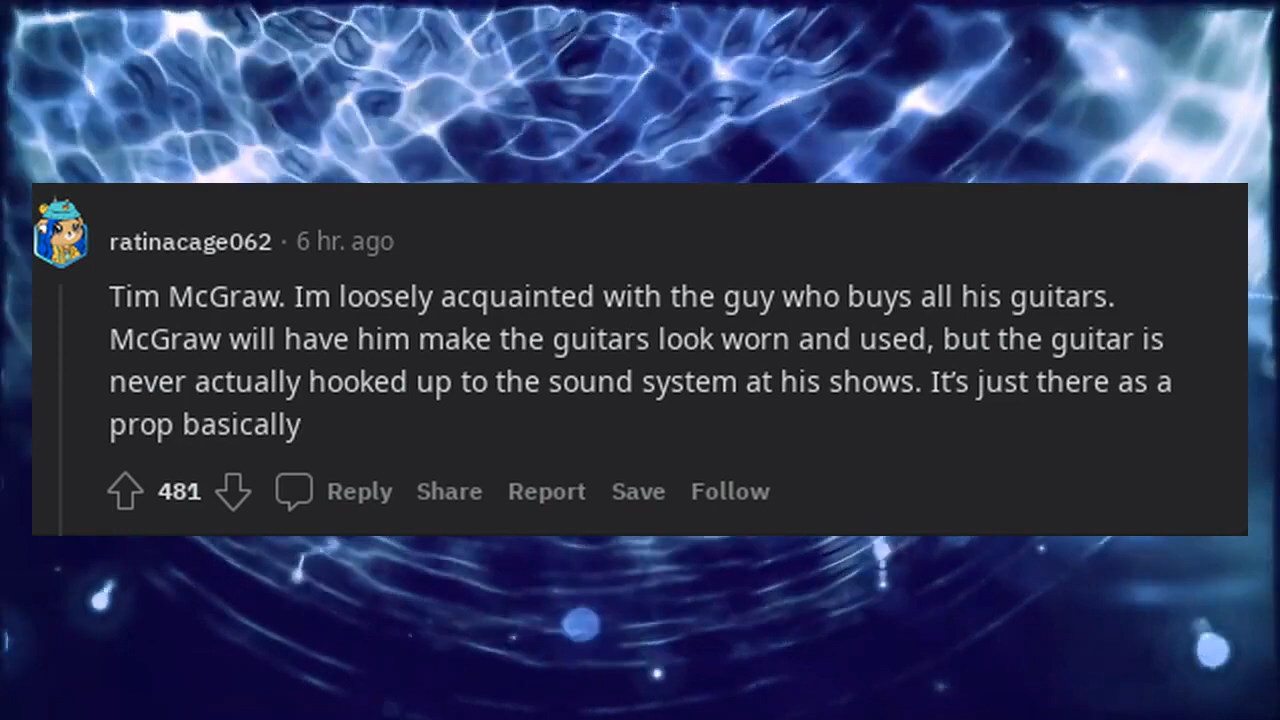 ratinacage062 · 6 hr. ago
Tim McGraw. Im loosely acquainted with the guy who buys all his guitars.
McGraw will have him make the guitars look worn and used, but the guitar is
never actually hooked up to the sound system at his shows. It’s just there as a
prop basically
481 Reply Share Report Save Follow